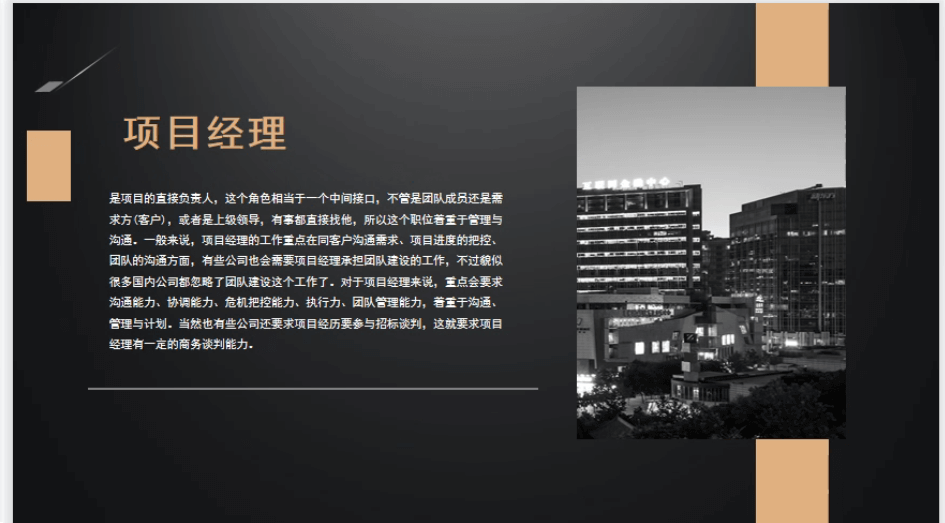 项目经理
是项目的直接负责人，这个角色相当于一个中间接口，不管是团队成员还是需
求方(客户)，或者是上级领导，有事都直接找他，所以这个职位着重于管理与
沟通。一般来说，项目经理的工作重点在同客户沟通需求、项目进度的把控、
团队的沟通方面，有些公司也会需要项目经理承担团队建设的工作，不过貌似
很多国内公司都忽略了团队建设这个工作了。对于项目经理来说，重点会要求
沟通能力、协调能力、危机把控能力、执行力、团队管理能力，着重于沟通、
管理与计划。当然也有些公司还要求项目经历要参与招标谈判，这就要求项目
经理有一定的商务谈判能力。
互联网金融中心